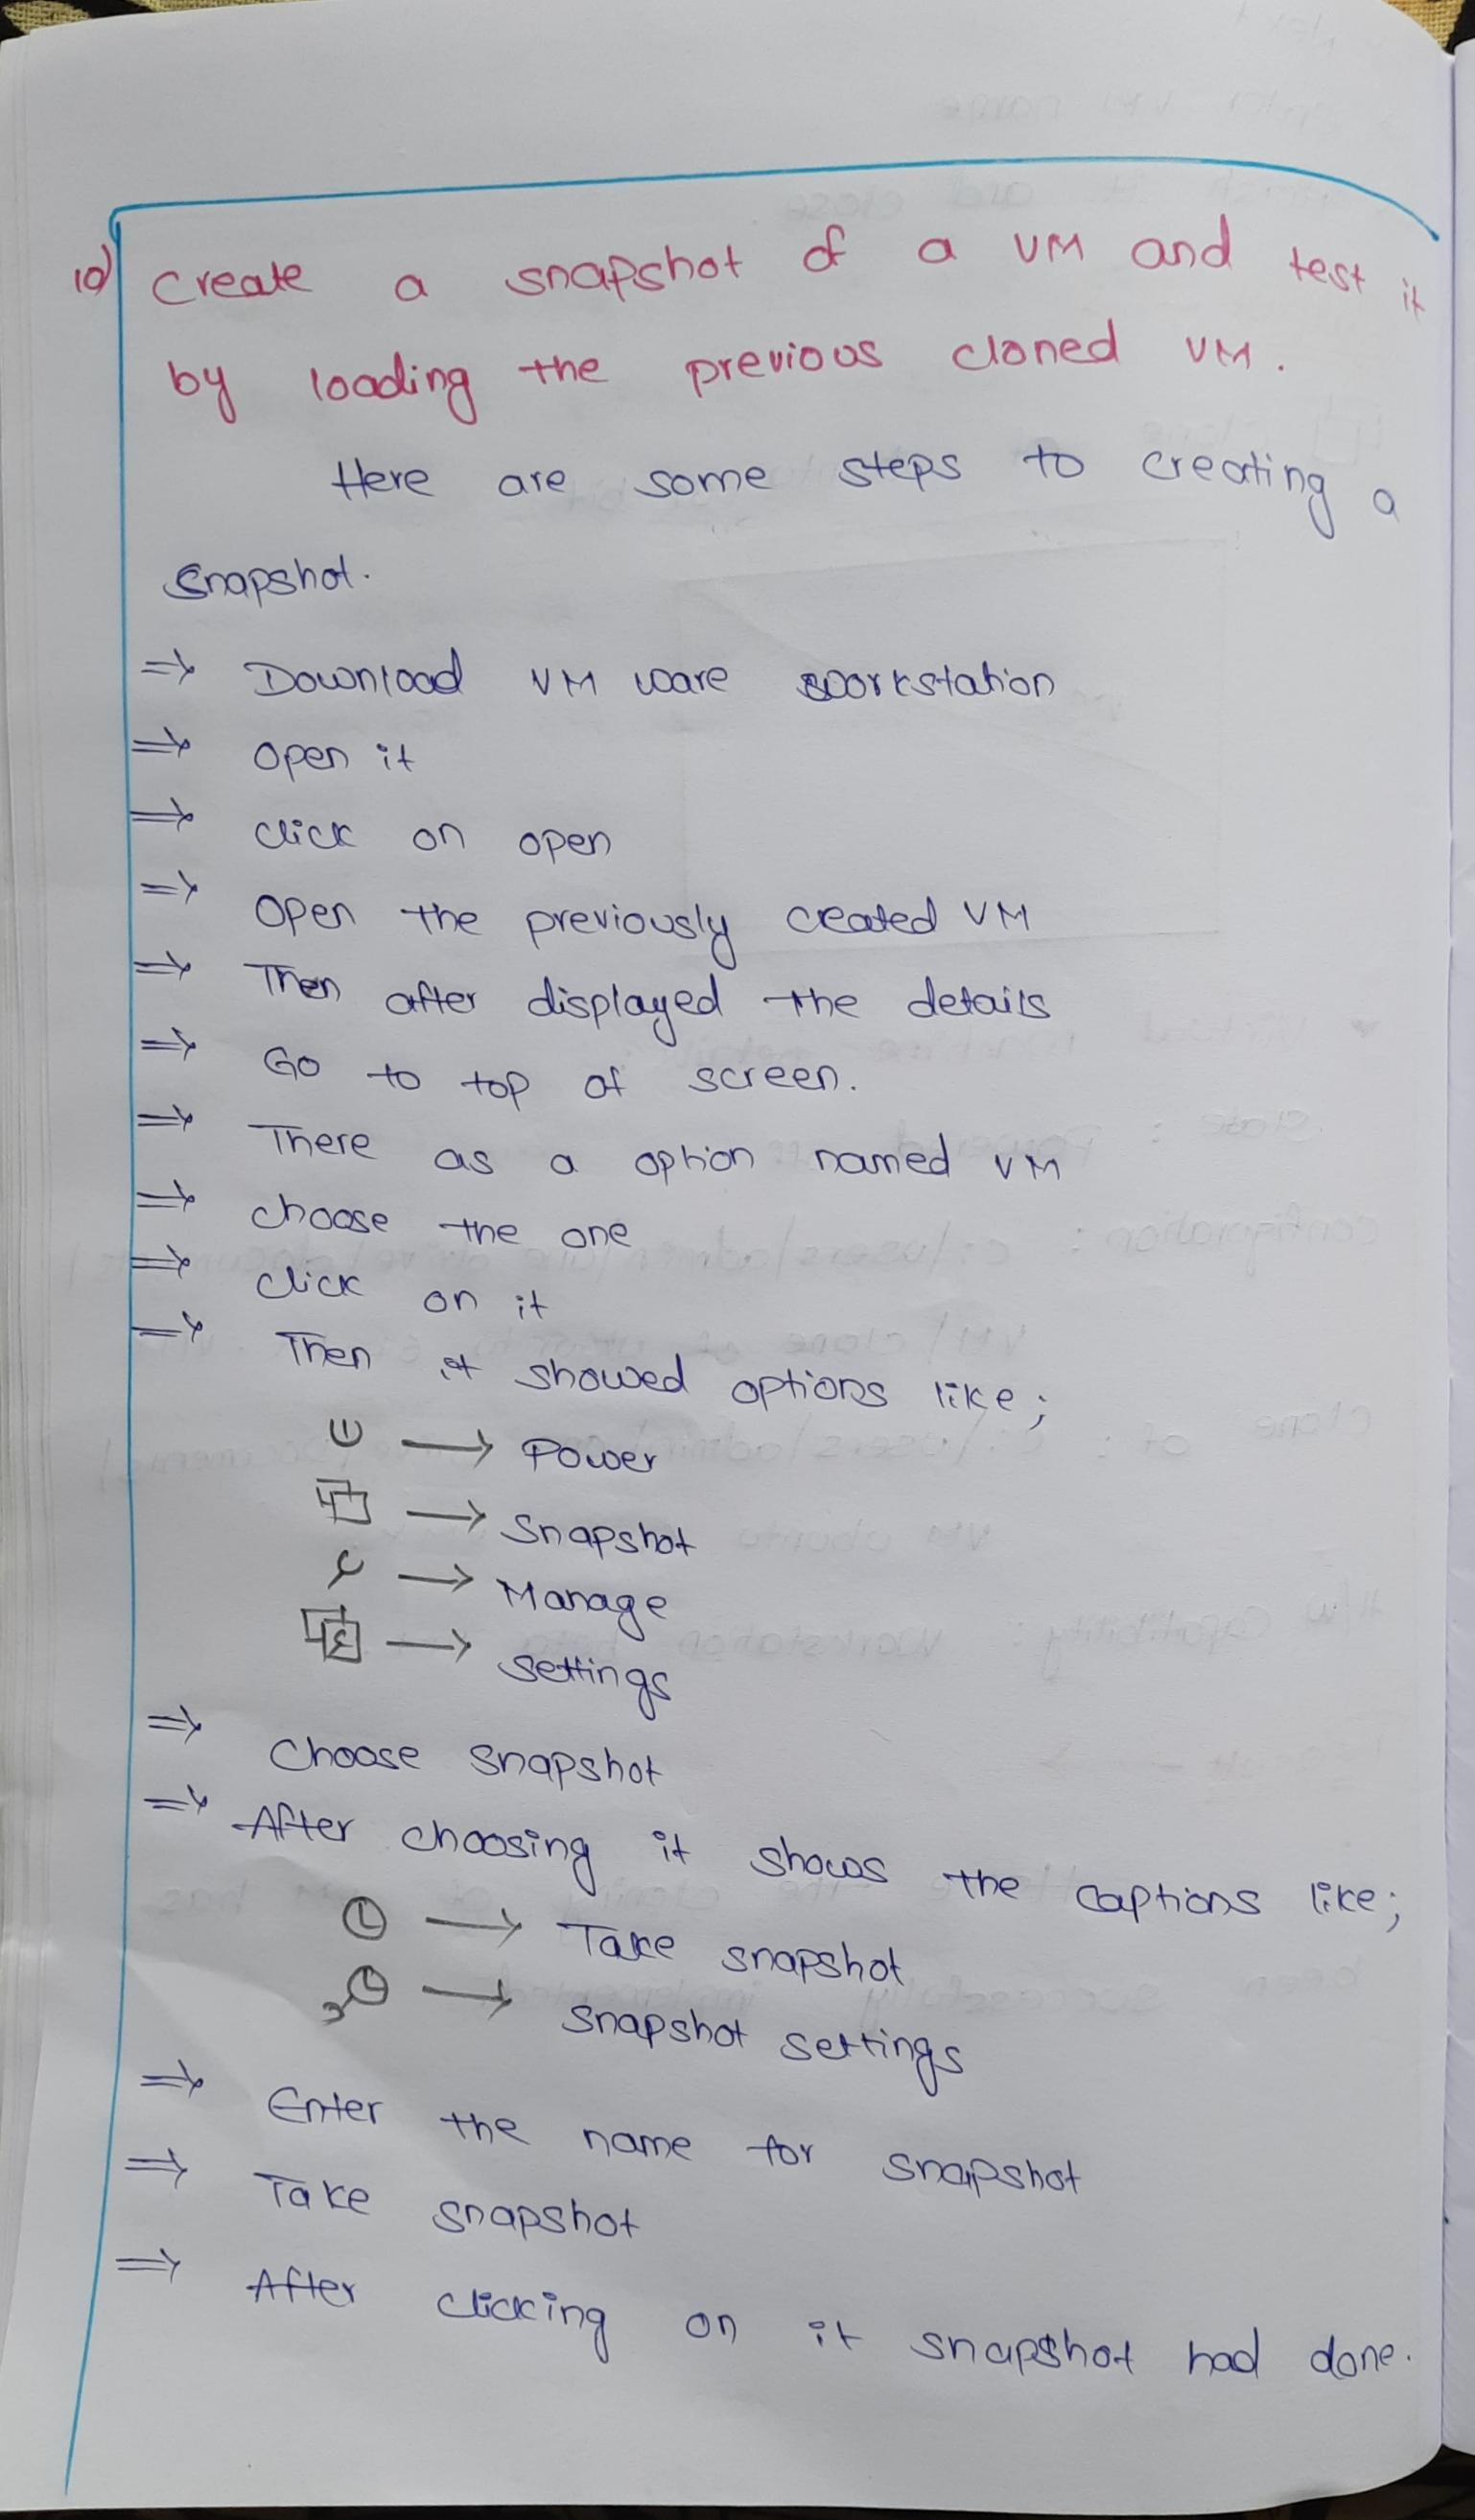 10) Create a snapshot of a VM and test it
by loading the previous cloned VM.
Here are some steps to creating a
snapshot.
⇒ Download VM ware workstation
⇒ open it
⇒ click on open
⇒ Open the previously created VM
⇒ Then after displayed the details
⇒ Go to top of screen.
⇒ There as a option named VM
⇒ choose the one
⇒ click on it
⇒ Then it showed options like;
→ Power
→ Snapshot
→ Manage
→ Settings
⇒ Choose snapshot
⇒ After choosing it shows the captions like;
→ Take snapshot
→ Snapshot settings
⇒ Enter the name for snapshot
⇒ Take snapshot
⇒ After clicking on it snapshot had done.